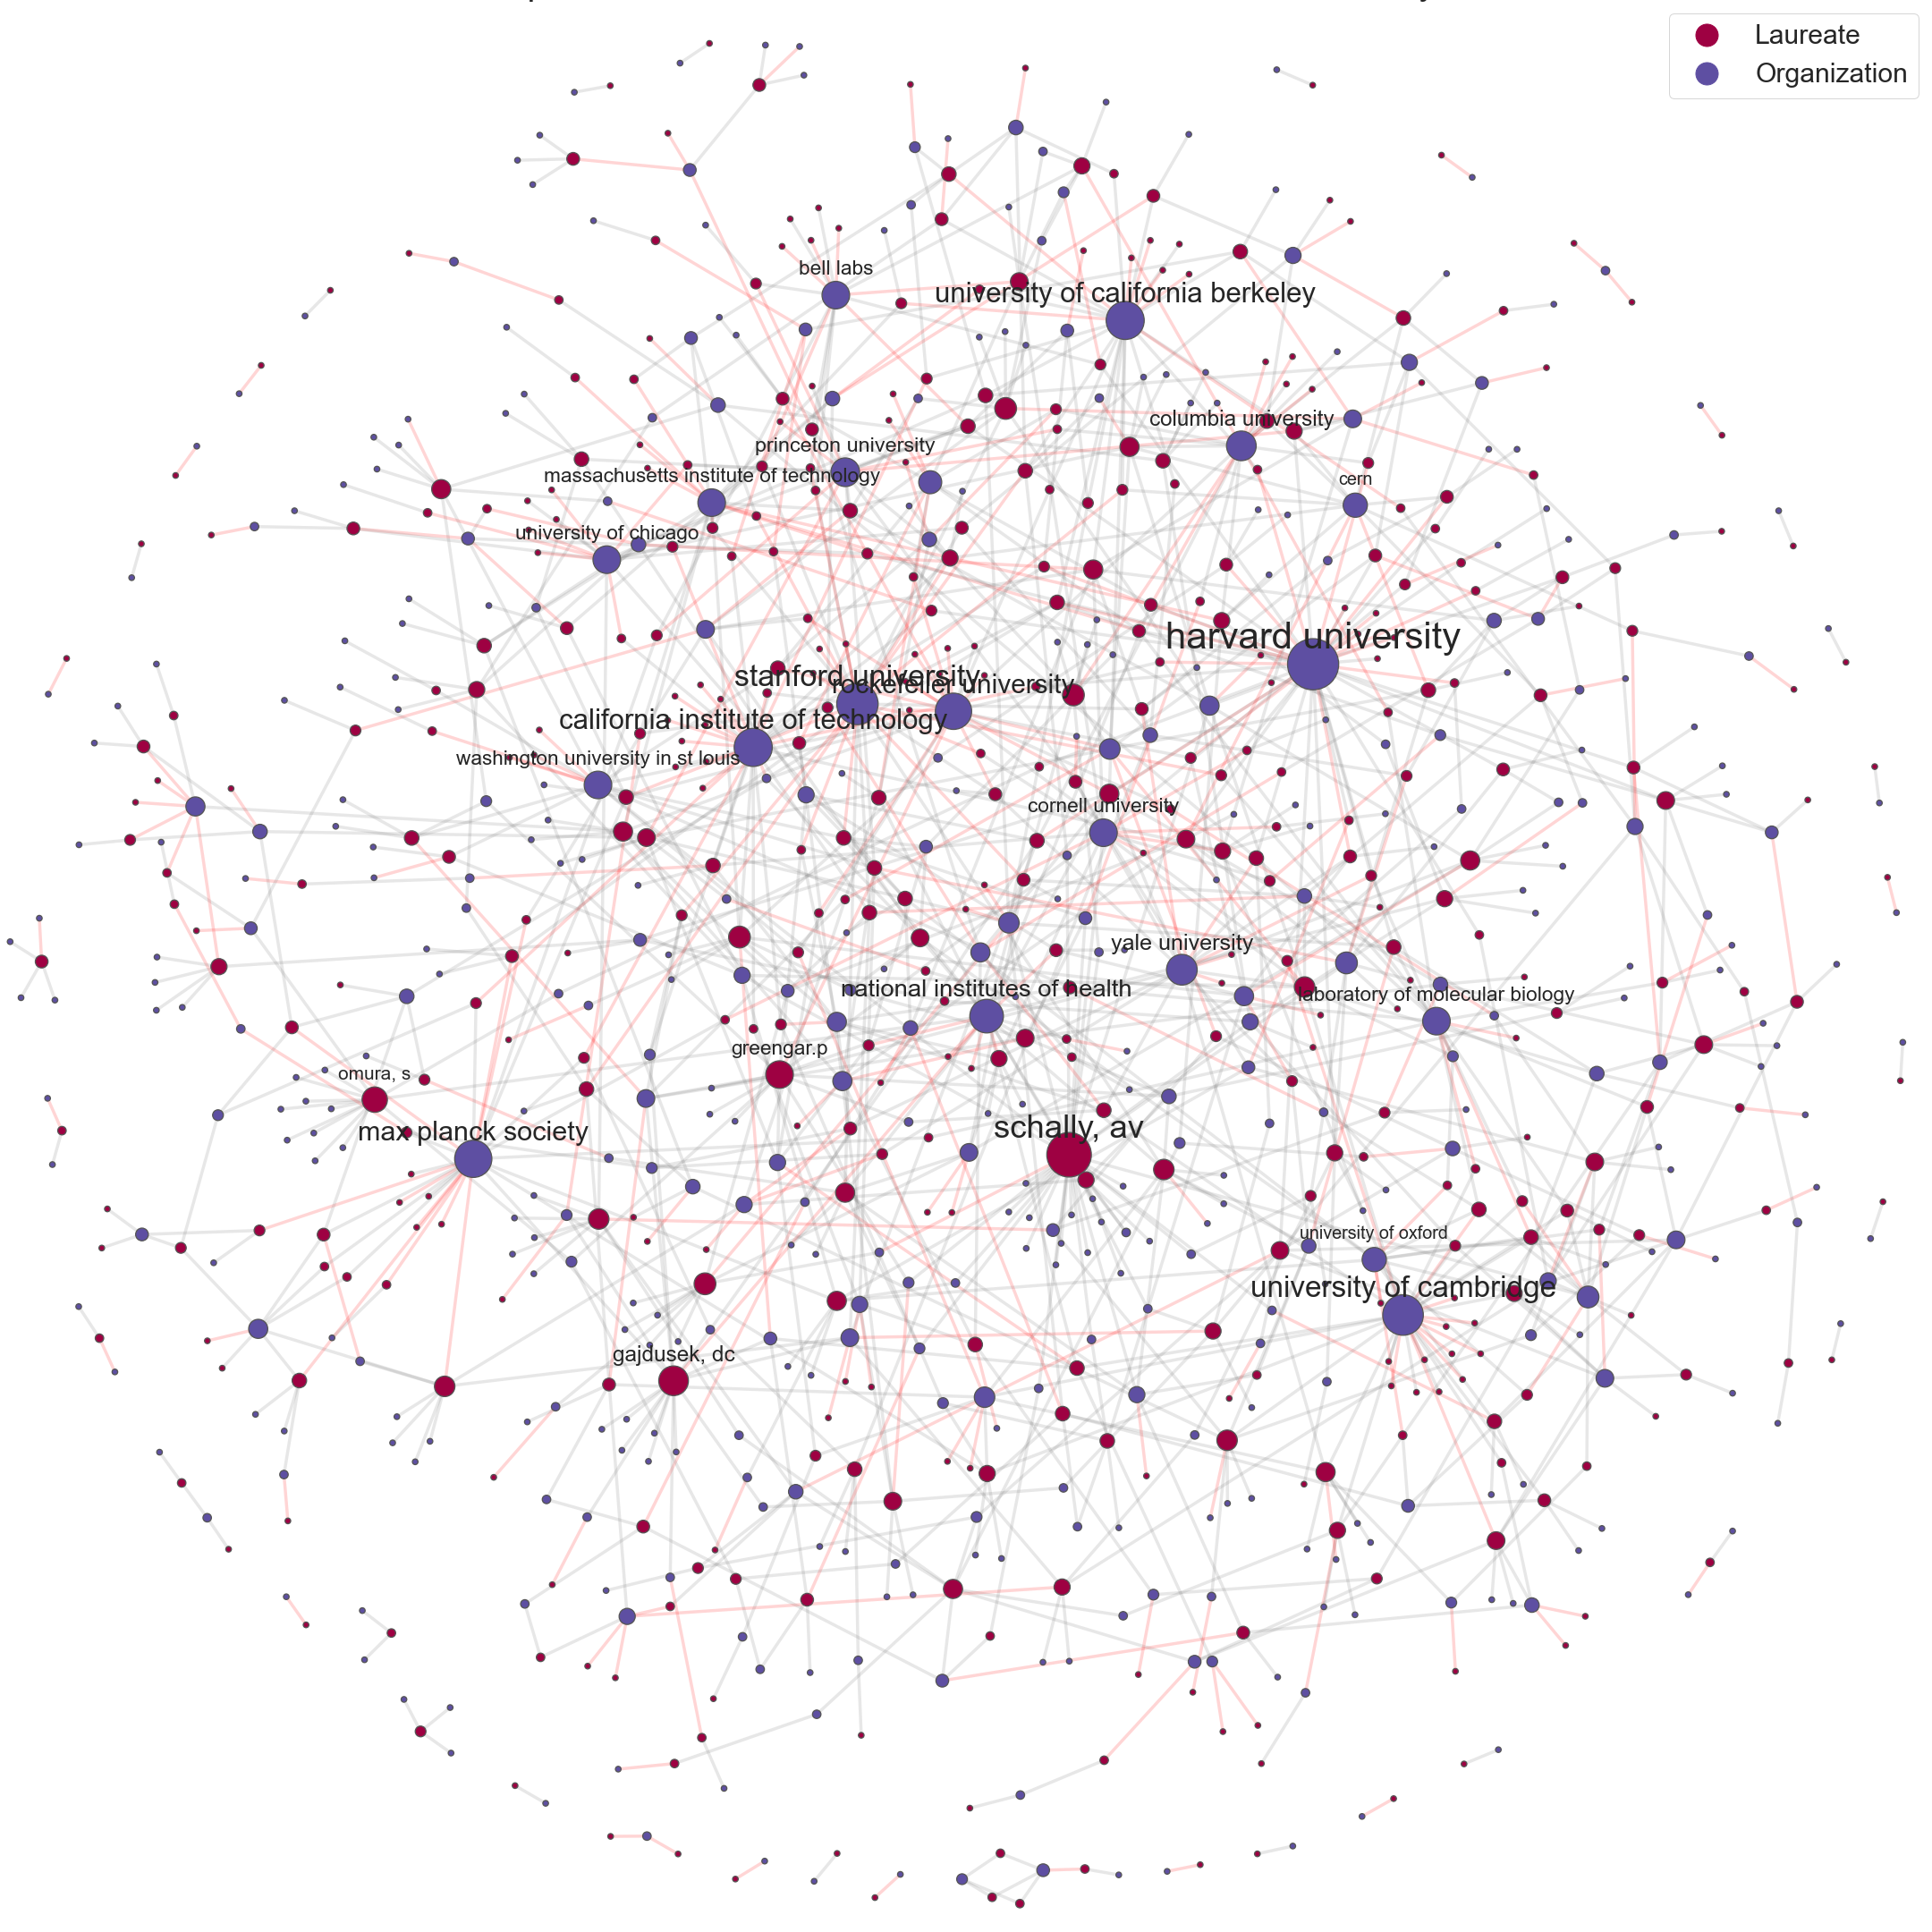 Laureate
Organization
bell labs
university of california berkeley
columbia university
princeton university
massachusetts institute of technology
cern
university of chicago
harvard university
stanford university
rockefeller university
california institute of technology
washington university in st louis
cornell university
yale university
national institutes of health
laboratory of molecular biology
greengar.p
omura, s
max planck society
schally, av
university of oxford
university of cambridge
gajdusek, dc